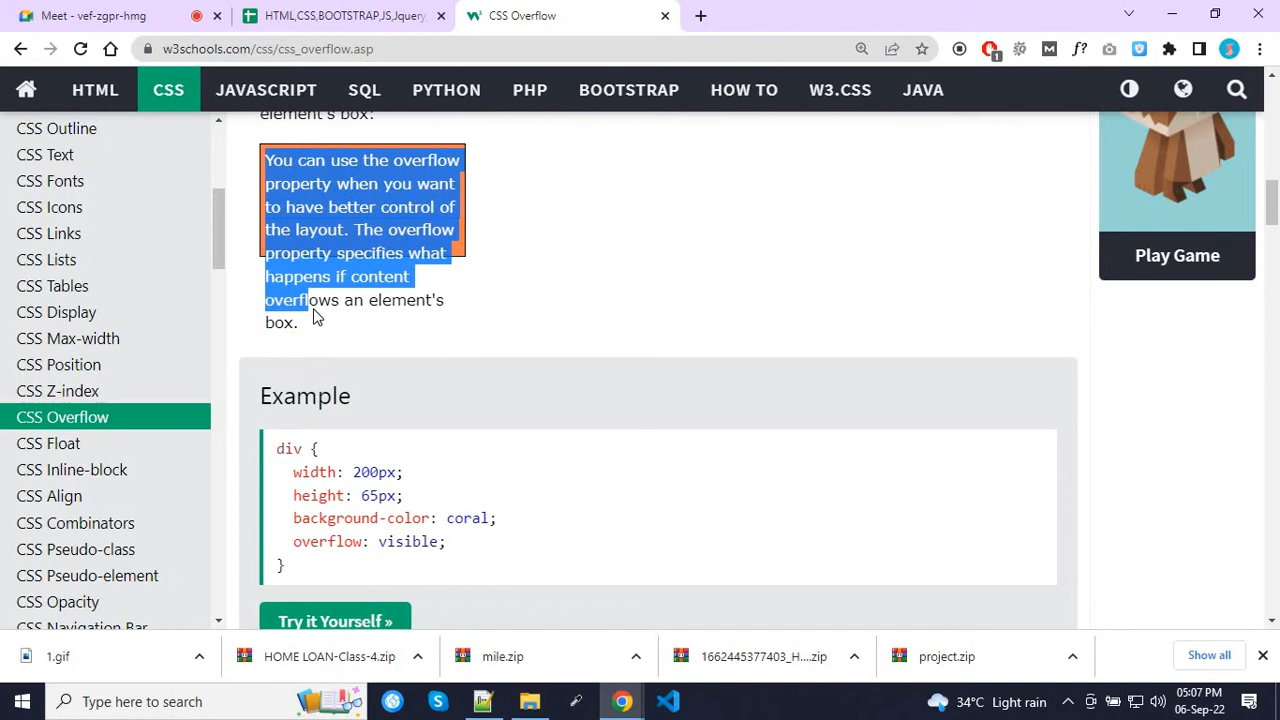 Meet - vef-zgpr-hmg
HTML,CSS,BOOTSTRAP,JS,Jquery
CSS Overflow
w3schools.com/css/css_overflow.asp
1
HTML
CSS
JAVASCRIPT
SQL
PYTHON
PHP
BOOTSTRAP
HOW TO
W3.CSS
JAVA
CSS Outline
CSS Text
CSS Fonts
CSS Icons
CSS Links
CSS Lists
CSS Tables
CSS Display
CSS Max-width
CSS Position
CSS Z-index
CSS Overflow
CSS Float
CSS Inline-block
CSS Align
CSS Combinators
CSS Pseudo-class
CSS Pseudo-element
CSS Opacity
CSS Navigation Bar
element's box:
You can use the overflow
property when you want
to have better control of
the layout. The overflow
property specifies what
happens if content
overflows an element's
box.
Example
div {
width: 200px;
height: 65px;
background-color: coral;
overflow: visible;
}
Try it Yourself »
Play Game
1.gif
HOME LOAN-Class-4.zip
mile.zip
1662445377403_H....zip
project.zip
Show all
Type here to search
34°C Light rain
05:07 PM
06-Sep-22